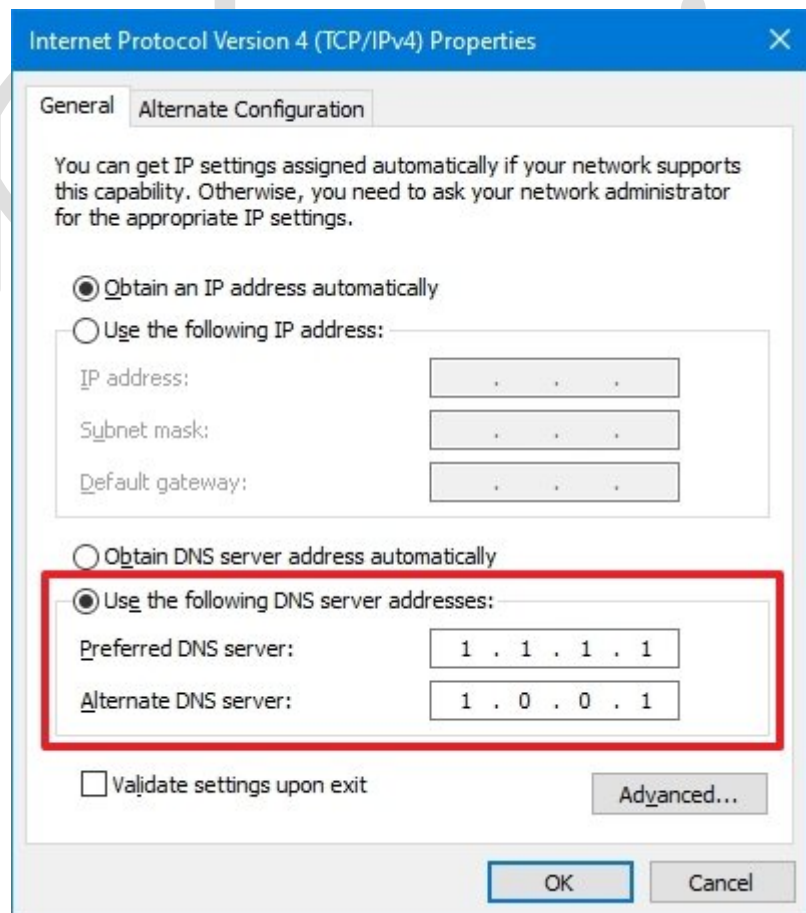 Internet Protocol Version 4 (TCP/IPv4) Properties
General
Alternate Configuration
You can get IP settings assigned automatically if your network supports
this capability. Otherwise, you need to ask your network administrator
for the appropriate IP settings.
Obtain an IP address automatically
Use the following IP address:
IP address: . . .
Subnet mask: . . .
Default gateway: . . .
Obtain DNS server address automatically
Use the following DNS server addresses:
Preferred DNS server: 1 . 1 . 1 . 1
Alternate DNS server: 1 . 0 . 0 . 1
Validate settings upon exit
Advanced...
OK Cancel